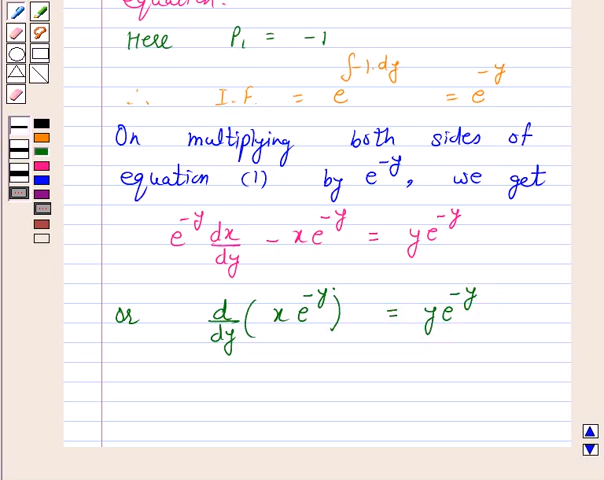 equation.
Here P₁ = -1
∴ I.F. = e^∫-1·dy = e^-y
On multiplying both sides of
equation (1) by e^-y, we get
e^-y dx/dy - xe^-y = ye^-y
or d/dy (xe^-y) = ye^-y